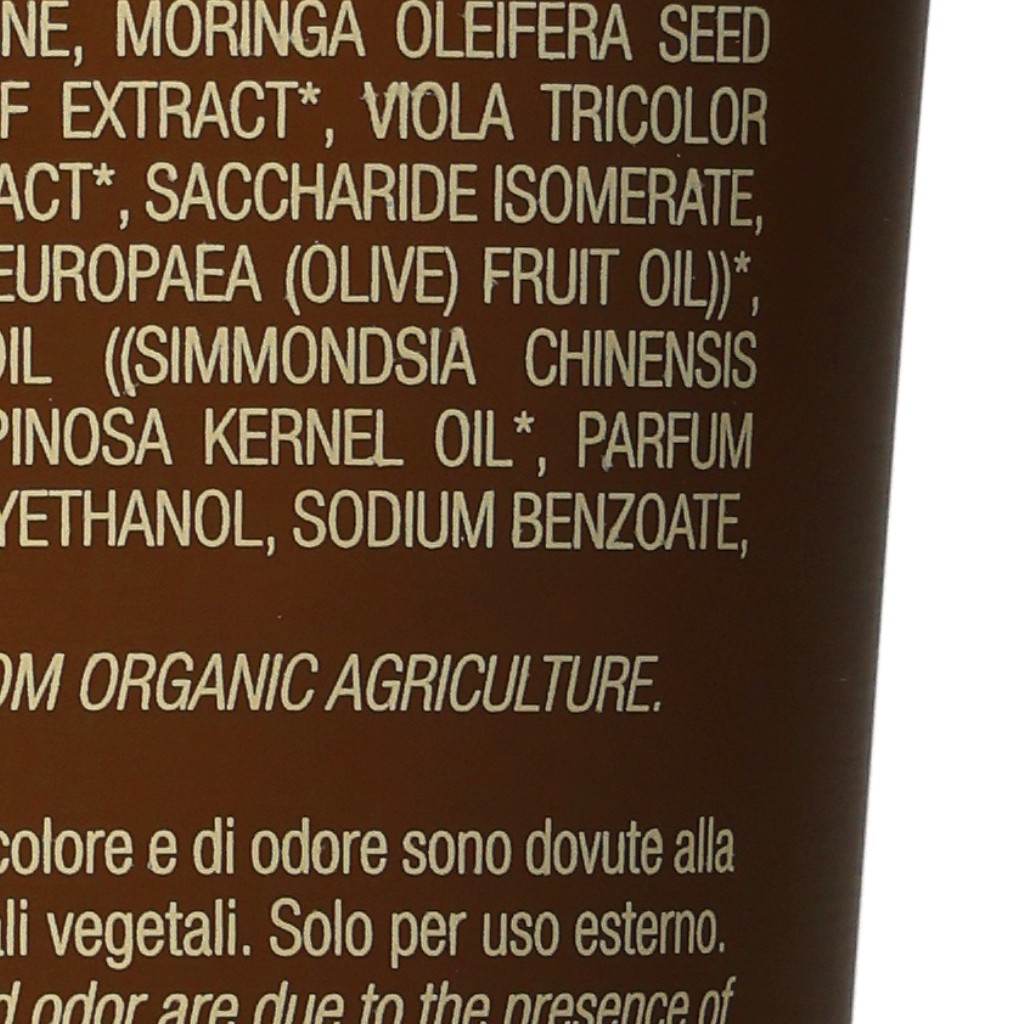 NE, MORINGA OLEIFERA SEED
F EXTRACT*, VIOLA TRICOLOR
ACT*, SACCHARIDE ISOMERATE,
EUROPAEA (OLIVE) FRUIT OIL))*,
OIL ((SIMMONDSIA CHINENSIS
PINOSA KERNEL OIL*, PARFUM
YETHANOL, SODIUM BENZOATE,
OM ORGANIC AGRICULTURE.
colore e di odore sono dovute alla
ali vegetali. Solo per uso esterno.
d odor are due to the presence of